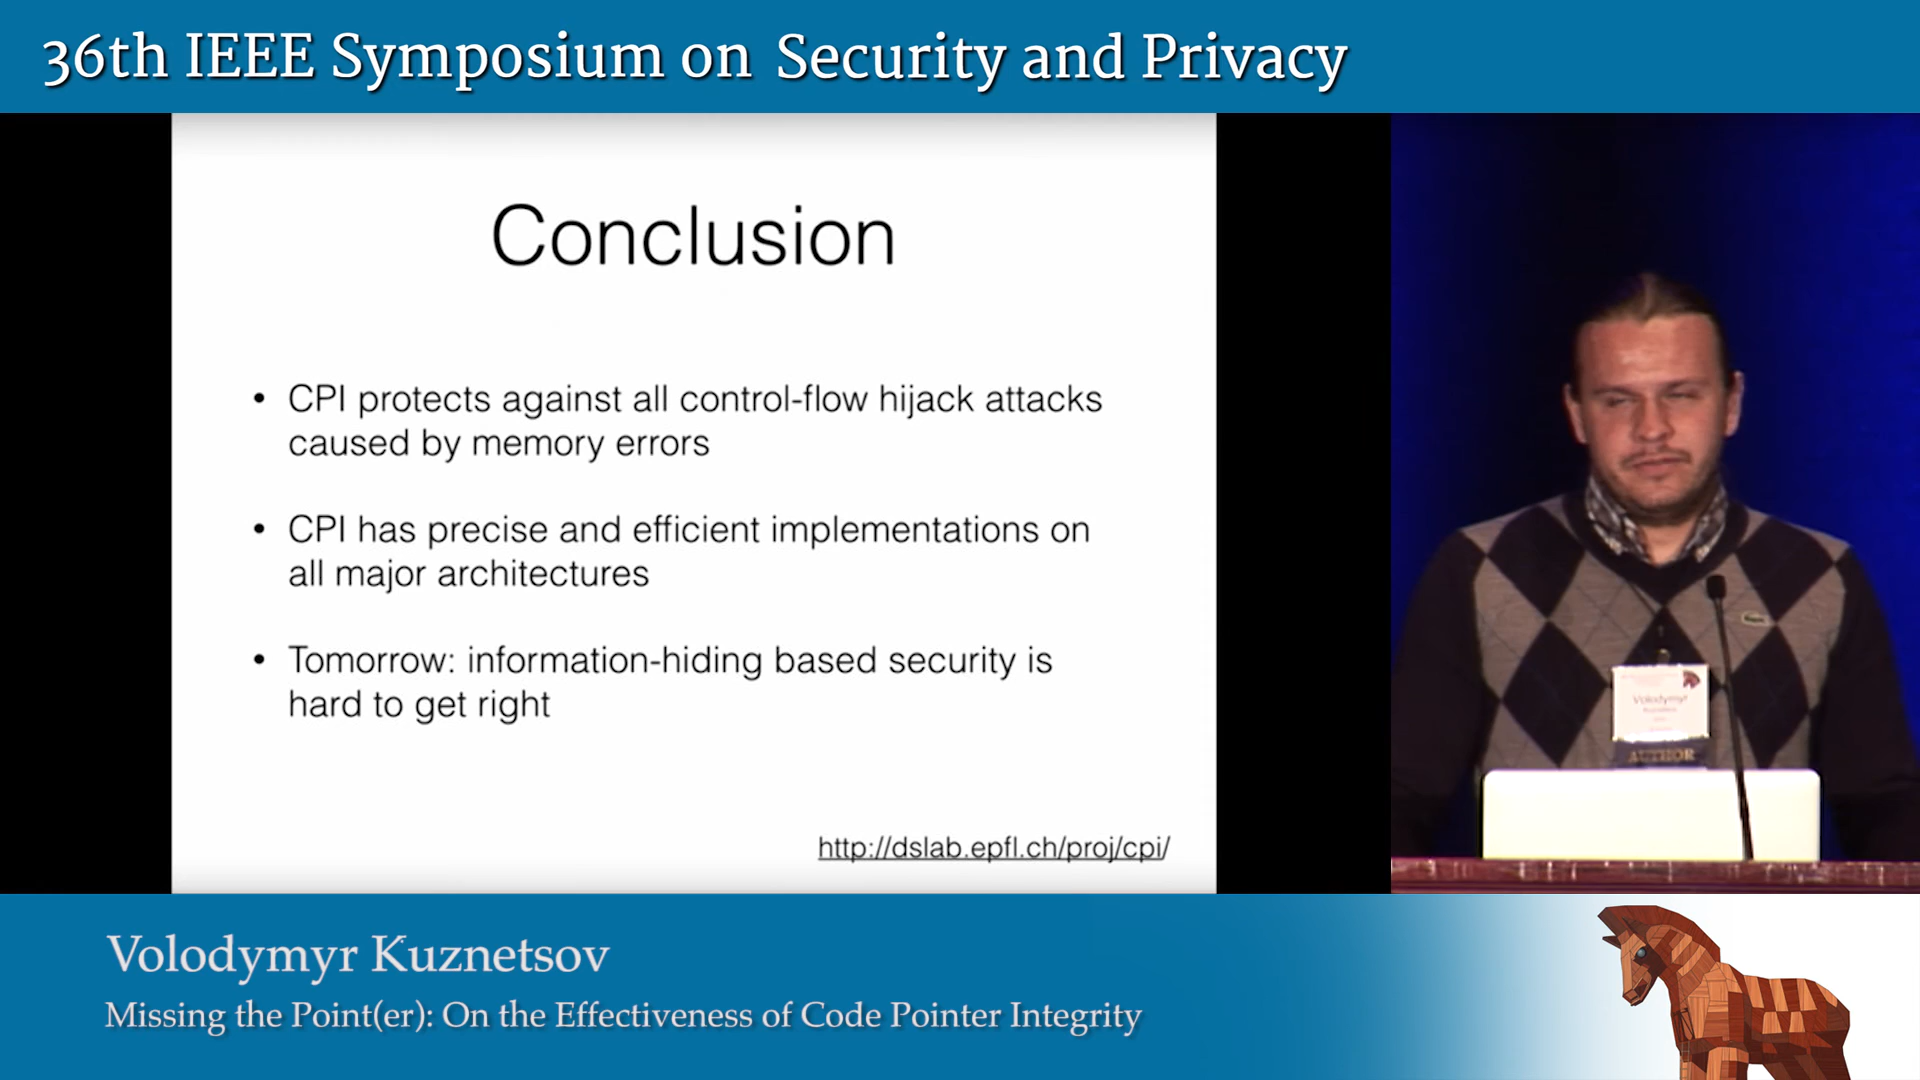 36th IEEE Symposium on Security and Privacy
Conclusion
• CPI protects against all control-flow hijack attacks
caused by memory errors
• CPI has precise and efficient implementations on
all major architectures
• Tomorrow: information-hiding based security is
hard to get right
http://dslab.epfl.ch/proj/cpi/
Volodymyr
AUTHOR
Volodymyr Kuznetsov
Missing the Point(er): On the Effectiveness of Code Pointer Integrity